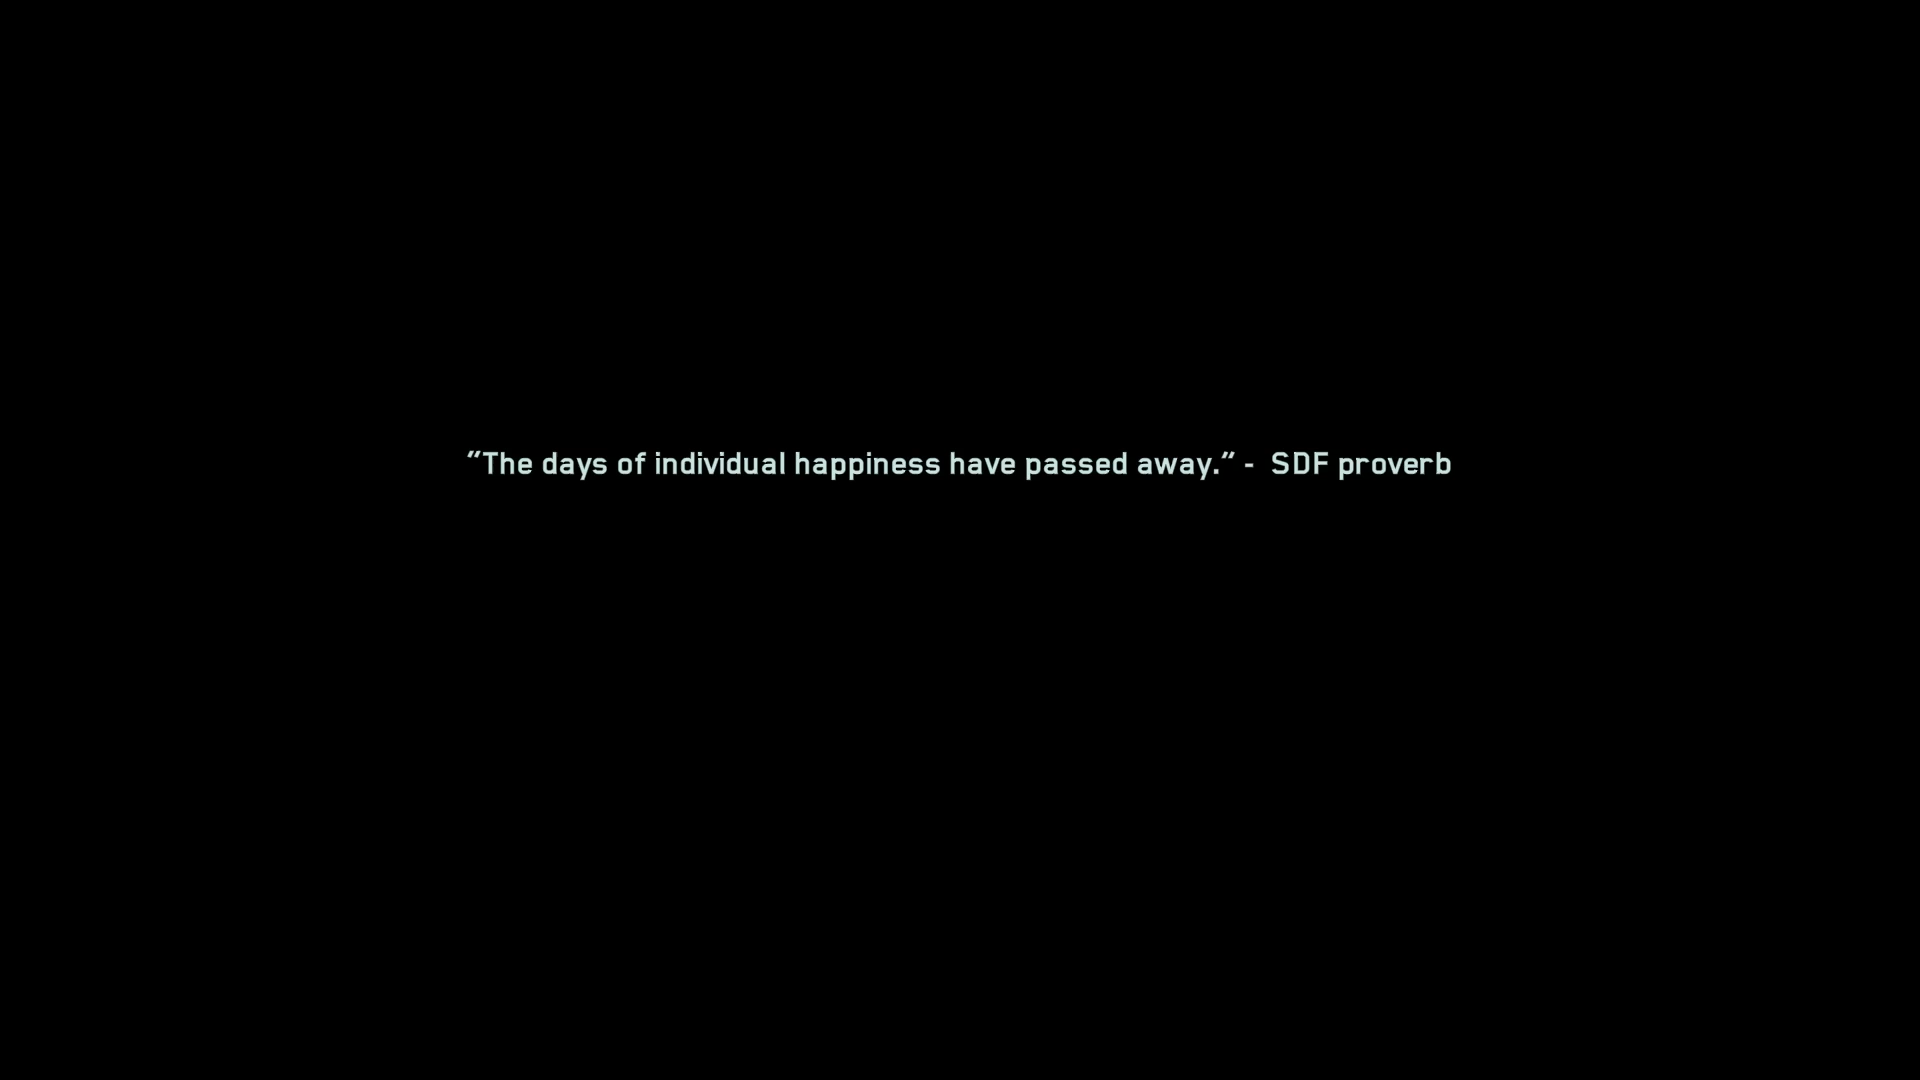 "The days of individual happiness have passed away." -  SDF proverb